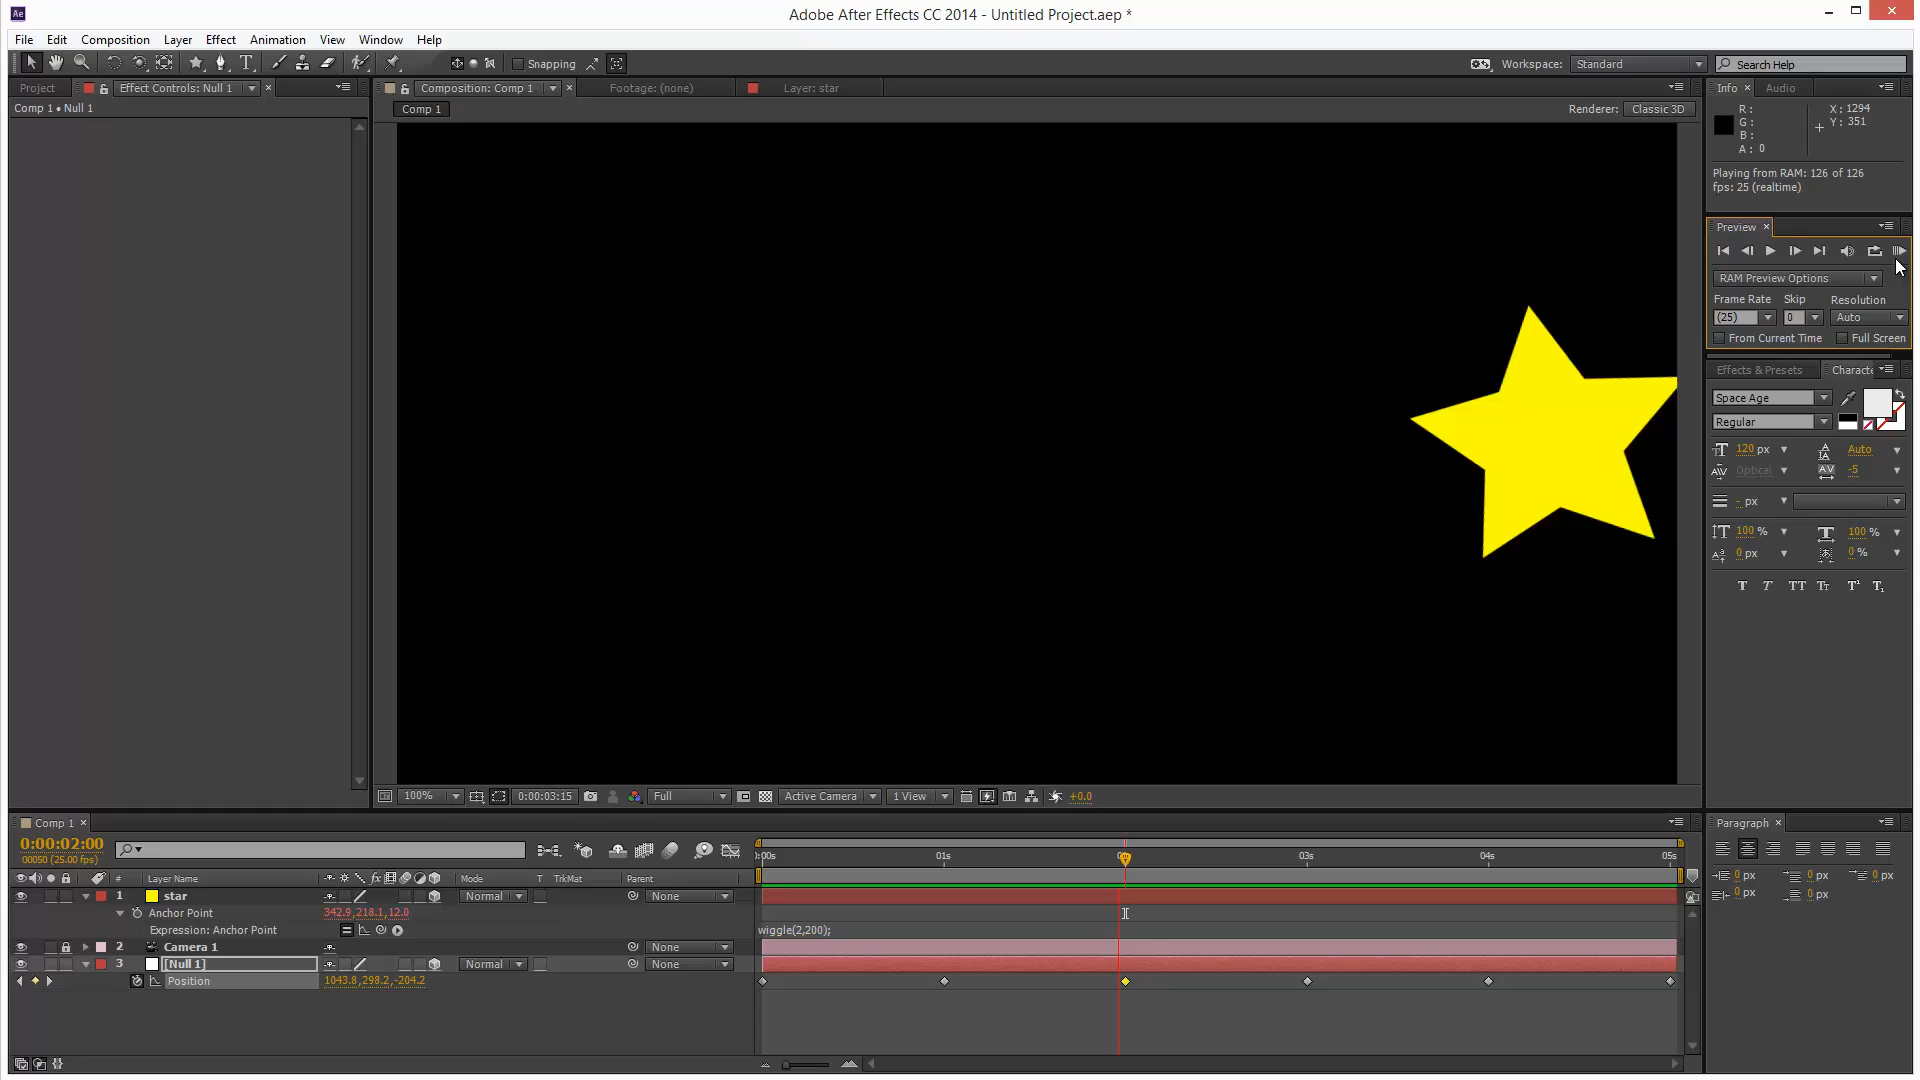 Adobe After Effects CC 2014 - Untitled Project.aep *
File Edit Composition Layer Effect Animation View Window Help
Snapping
Workspace: Standard
Search Help
Project
Effect Controls: Null 1
Comp 1 • Null 1
Composition: Comp 1
Footage: (none)
Layer: star
Comp 1
Renderer: Classic 3D
Info Audio
R:
G:
B:
A: 0
X: 1294
Y: 351
Playing from RAM: 126 of 126
fps: 25 (realtime)
Preview
RAM Preview Options
Frame Rate Skip Resolution
(25) 0 Auto
From Current Time Full Screen
Effects & Presets Characte
Space Age
Regular
120 px Auto
Optical -5
- px
100 % 100 %
0 px 0 %
T T TT Tt T¹ T₁
100% 0:00:03:15 Full Active Camera 1 View +0.0
Comp 1
0:00:02:00
00050 (25.00 fps)
:00s 01s 03s 04s 05s
# Layer Name Mode T TrkMat Parent
1 star Normal None
Anchor Point 342.9,218.1,12.0
Expression: Anchor Point
wiggle(2,200);
2 Camera 1 None
3 [Null 1] Normal None
Position 1043.8,298.2,-204.2
Paragraph
0 px 0 px 0 px
0 px 0 px